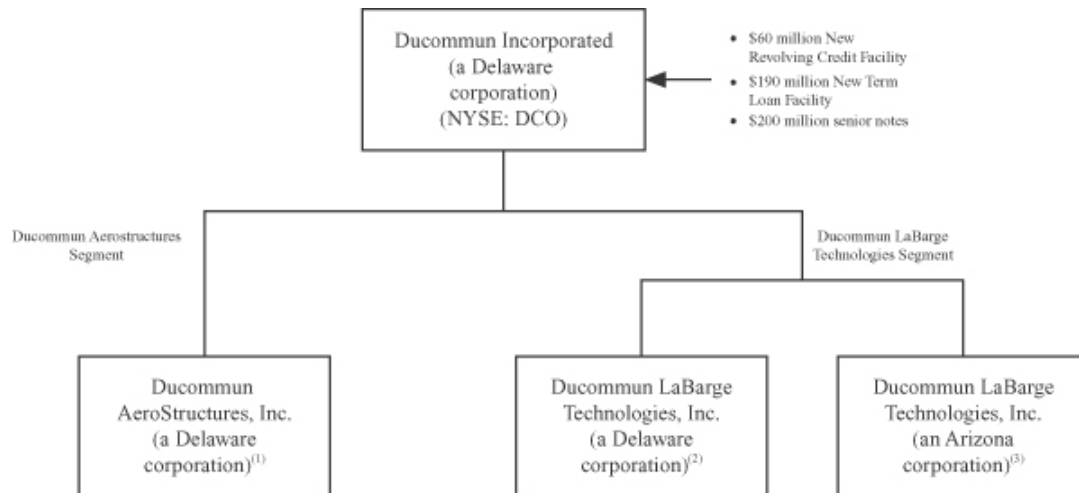 Ducommun Incorporated
(a Delaware
corporation)
(NYSE: DCO)
• $60 million New
Revolving Credit Facility
• $190 million New Term
Loan Facility
• $200 million senior notes
Ducommun Aerostructures
Segment
Ducommun LaBarge
Technologies Segment
Ducommun
AeroStructures, Inc.
(a Delaware
corporation)(1)
Ducommun LaBarge
Technologies, Inc.
(a Delaware
corporation)(2)
Ducommun LaBarge
Technologies, Inc.
(an Arizona
corporation)(3)